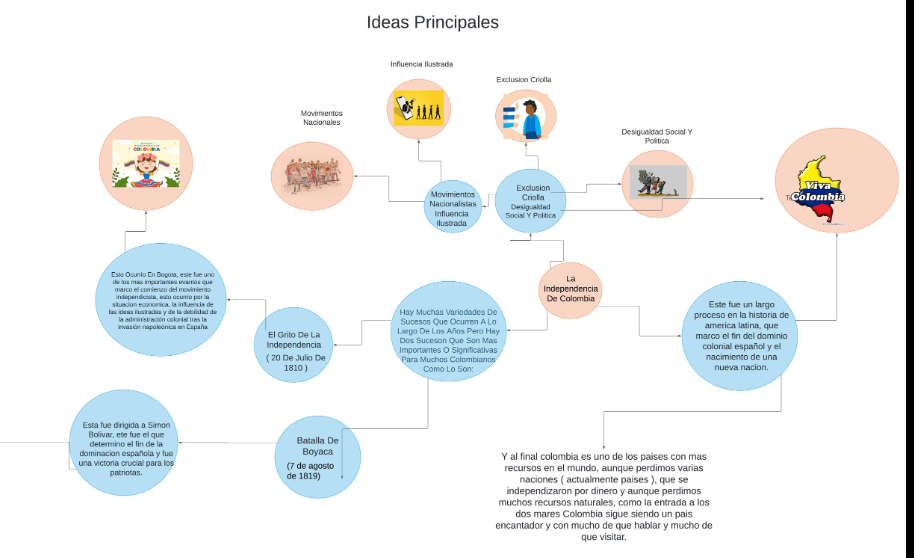 Ideas Principales
Influencia Ilustrada
Exclusion Criolla
Movimientos
Nacionales
Desigualdad Social Y
Politica
COLOMBIA
Viva
Colombia
Movimientos
Nacionalistas
Influencia
Ilustrada
Exclusion
Criolla
Desigualdad
Social Y Politica
La
Independencia
De Colombia
Esto Ocurrio En Bogota, este fue uno
de los mas importantes evantos que
marco el comienzo del movimiento
independicista, esto ocurrio por la
situacion economica, la influencia de
las ideas ilustradas y de la debilidad de
la administración colonial tras la
invasión napoleónica en España
El Grito De La
Independencia
( 20 De Julio De
1810 )
Hay Muchas Variedades De
Sucesos Que Ocurren A Lo
Largo De Los Años Pero Hay
Dos Suceson Que Son Mas
Importantes O Significativas
Para Muchos Colombianos
Como Lo Son:
Este fue un largo
proceso en la historia de
america latina, que
marco el fin del dominio
colonial español y el
nacimiento de una
nueva nacion.
Esta fue dirigida a Simon
Bolivar, ete fue el que
determino el fin de la
dominacion española y fue
una victoria crucial para los
patriotas.
Batalla De
Boyaca
(7 de agosto
de 1819)
Y al final colombia es uno de los paises con mas
recursos en el mundo, aunque perdimos varias
naciones ( actualmente paises ), que se
independizaron por dinero y aunque perdimos
muchos recursos naturales, como la entrada a los
dos mares Colombia sigue siendo un pais
encantador y con mucho de que hablar y mucho de
que visitar.